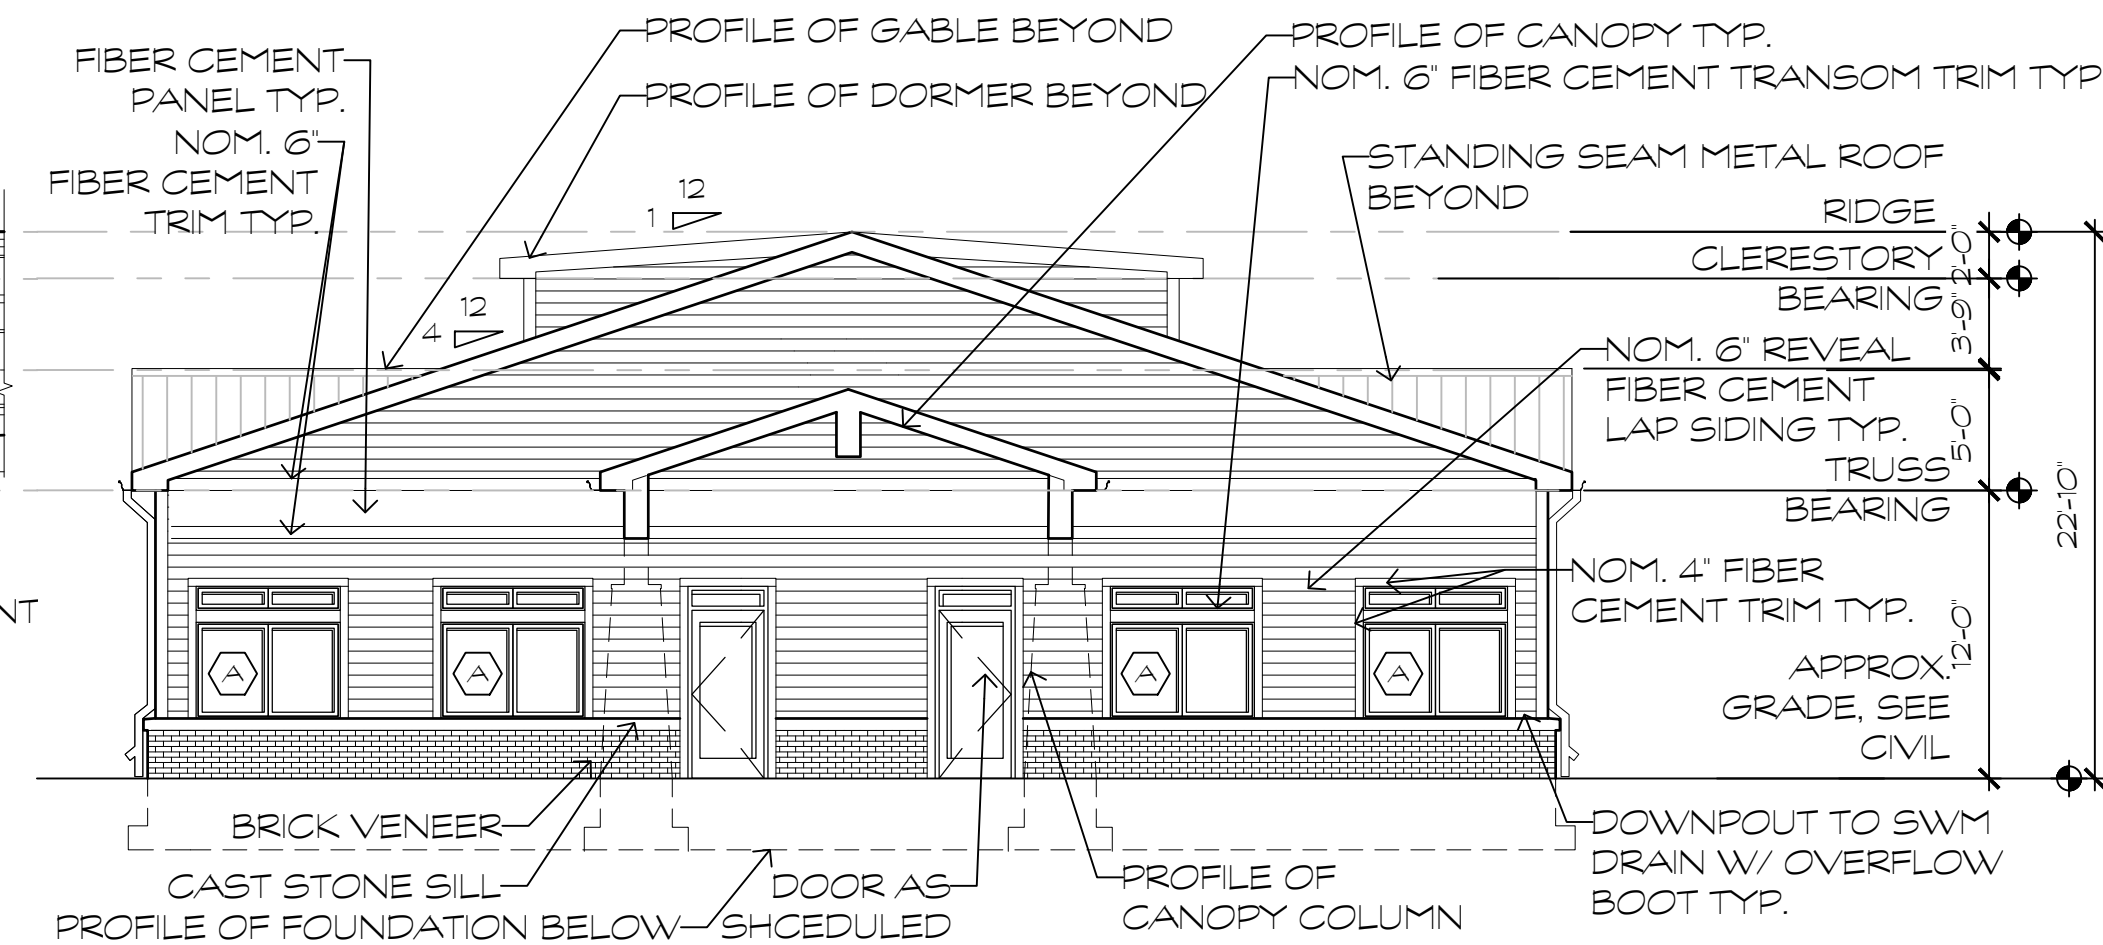 PROFILE OF GABLE BEYOND
PROFILE OF CANOPY TYP.
FIBER CEMENT
PANEL TYP.
NOM. 6" FIBER CEMENT TRANSOM TRIM TYP
PROFILE OF DORMER BEYOND
NOM. 6"
FIBER CEMENT
TRIM TYP.
STANDING SEAM METAL ROOF
BEYOND
12
1
RIDGE
2'-0"
CLERESTORY
BEARING
3'-9"
12
4
NOM. 6" REVEAL
FIBER CEMENT
LAP SIDING TYP.
5'-0"
TRUSS
BEARING
22'-10"
NOM. 4" FIBER
CEMENT TRIM TYP.
NT
12'-0"
A
A
A
A
APPROX.
GRADE, SEE
CIVIL
BRICK VENEER
CAST STONE SILL
PROFILE OF FOUNDATION BELOW
DOOR AS
SHCEDULED
PROFILE OF
CANOPY COLUMN
DOWNPOUT TO SWM
DRAIN W/ OVERFLOW
BOOT TYP.